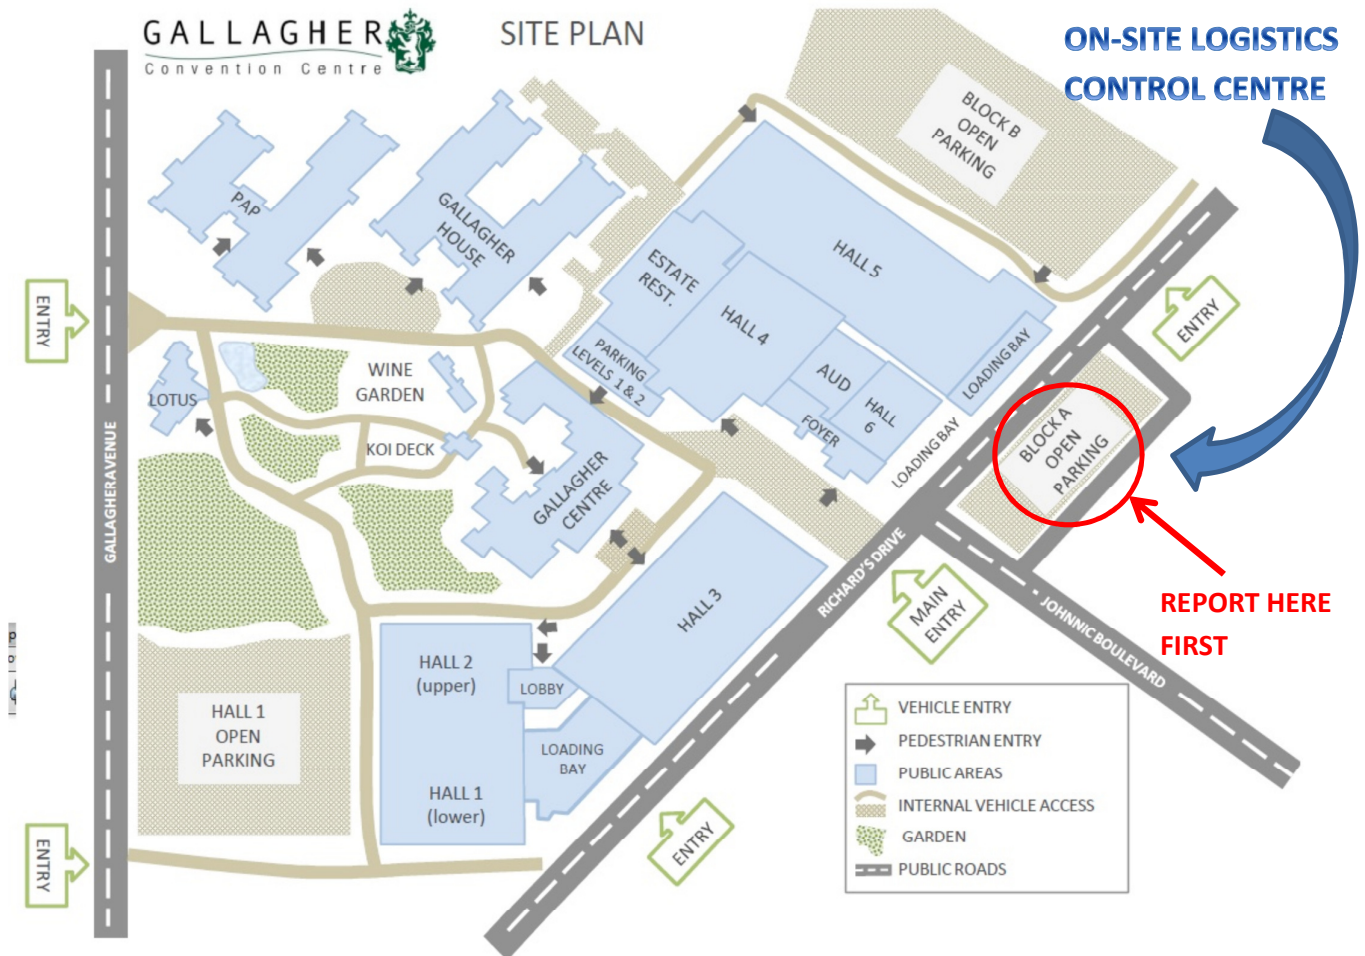 GALLAGHER
Convention Centre
SITE PLAN
ON-SITE LOGISTICS
CONTROL CENTRE
BLOCK B
OPEN
PARKING
PAP
GALLAGHER
HOUSE
HALL 5
ESTATE
REST.
HALL 4
ENTRY
ENTRY
PARKING
LEVELS 1 & 2
AUD
LOADING BAY
HALL
6
FOYER
LOADING BAY
WINE
GARDEN
LOTUS
KOI DECK
BLOCK A
OPEN
PARKING
GALLAGHER
CENTRE
GALLAGHER AVENUE
RICHARD'S DRIVE
MAIN
ENTRY
JOHNNIC BOULEVARD
REPORT HERE
FIRST
HALL 3
HALL 2
(upper)
LOBBY
HALL 1
OPEN
PARKING
LOADING
BAY
HALL 1
(lower)
ENTRY
ENTRY
VEHICLE ENTRY
PEDESTRIAN ENTRY
PUBLIC AREAS
INTERNAL VEHICLE ACCESS
GARDEN
PUBLIC ROADS